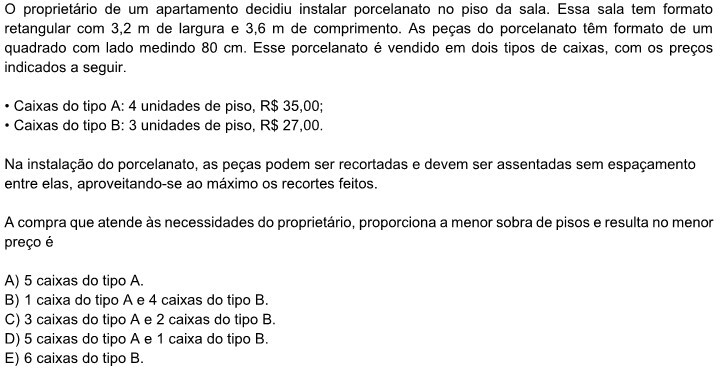 O proprietário de um apartamento decidiu instalar porcelanato no piso da sala. Essa sala tem formato
retangular com 3,2 m de largura e 3,6 m de comprimento. As peças do porcelanato têm formato de um
quadrado com lado medindo 80 cm. Esse porcelanato é vendido em dois tipos de caixas, com os preços
indicados a seguir.
• Caixas do tipo A: 4 unidades de piso, R$ 35,00;
• Caixas do tipo B: 3 unidades de piso, R$ 27,00.
Na instalação do porcelanato, as peças podem ser recortadas e devem ser assentadas sem espaçamento
entre elas, aproveitando-se ao máximo os recortes feitos.
A compra que atende às necessidades do proprietário, proporciona a menor sobra de pisos e resulta no menor
preço é
A) 5 caixas do tipo A.
B) 1 caixa do tipo A e 4 caixas do tipo B.
C) 3 caixas do tipo A e 2 caixas do tipo B.
D) 5 caixas do tipo A e 1 caixa do tipo B.
E) 6 caixas do tipo B.